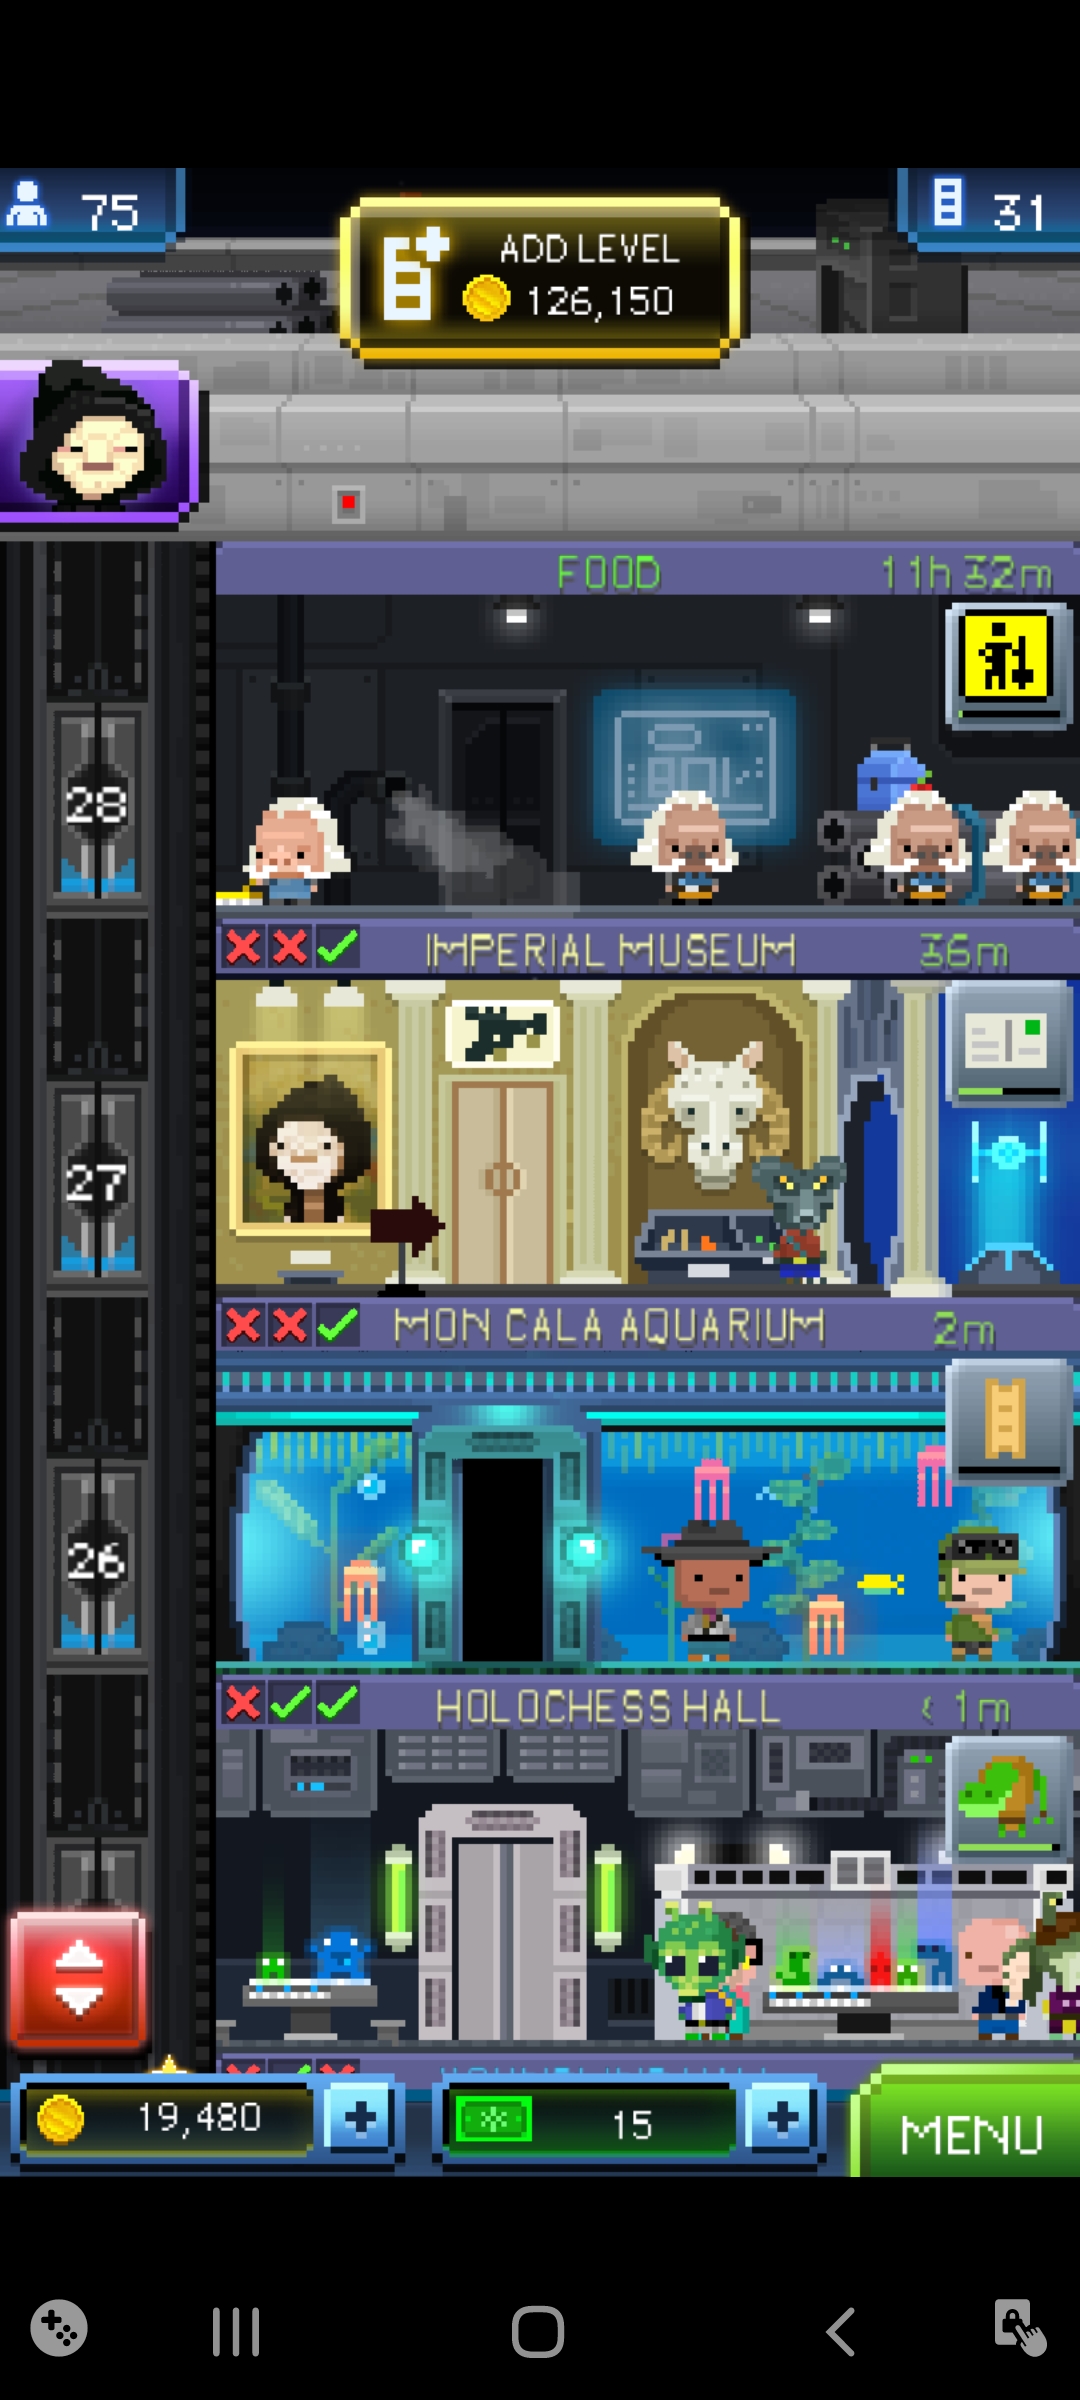 75
ADD LEVEL
126,150
31
FOOD
11h 32m
28
IMPERIAL MUSEUM
36m
27
MON CALA AQUARIUM
2m
26
HOLOCHESS HALL
< 1m
19,480
15
MENU